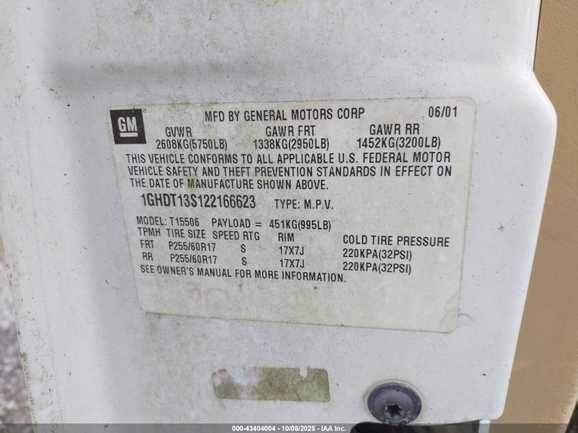 GM
MFD BY GENERAL MOTORS CORP 06/01
GVWR GAWR FRT GAWR RR
2608KG(5750LB) 1338KG(2950LB) 1452KG(3200LB)
THIS VEHICLE CONFORMS TO ALL APPLICABLE U.S. FEDERAL MOTOR
VEHICLE SAFETY AND THEFT PREVENTION STANDARDS IN EFFECT ON
THE DATE OF MANUFACTURE SHOWN ABOVE.
1GHDT13S122166623 TYPE: M.P.V.
MODEL: T15506 PAYLOAD = 451KG(995LB)
TPMH TIRE SIZE SPEED RTG RIM COLD TIRE PRESSURE
FRT P255/60R17 S 17X7J 220KPA(32PSI)
RR P255/60R17 S 17X7J 220KPA(32PSI)
SEE OWNER'S MANUAL FOR MORE INFORMATION.
000-43404004 - 10/08/2025 - IAA, Inc.